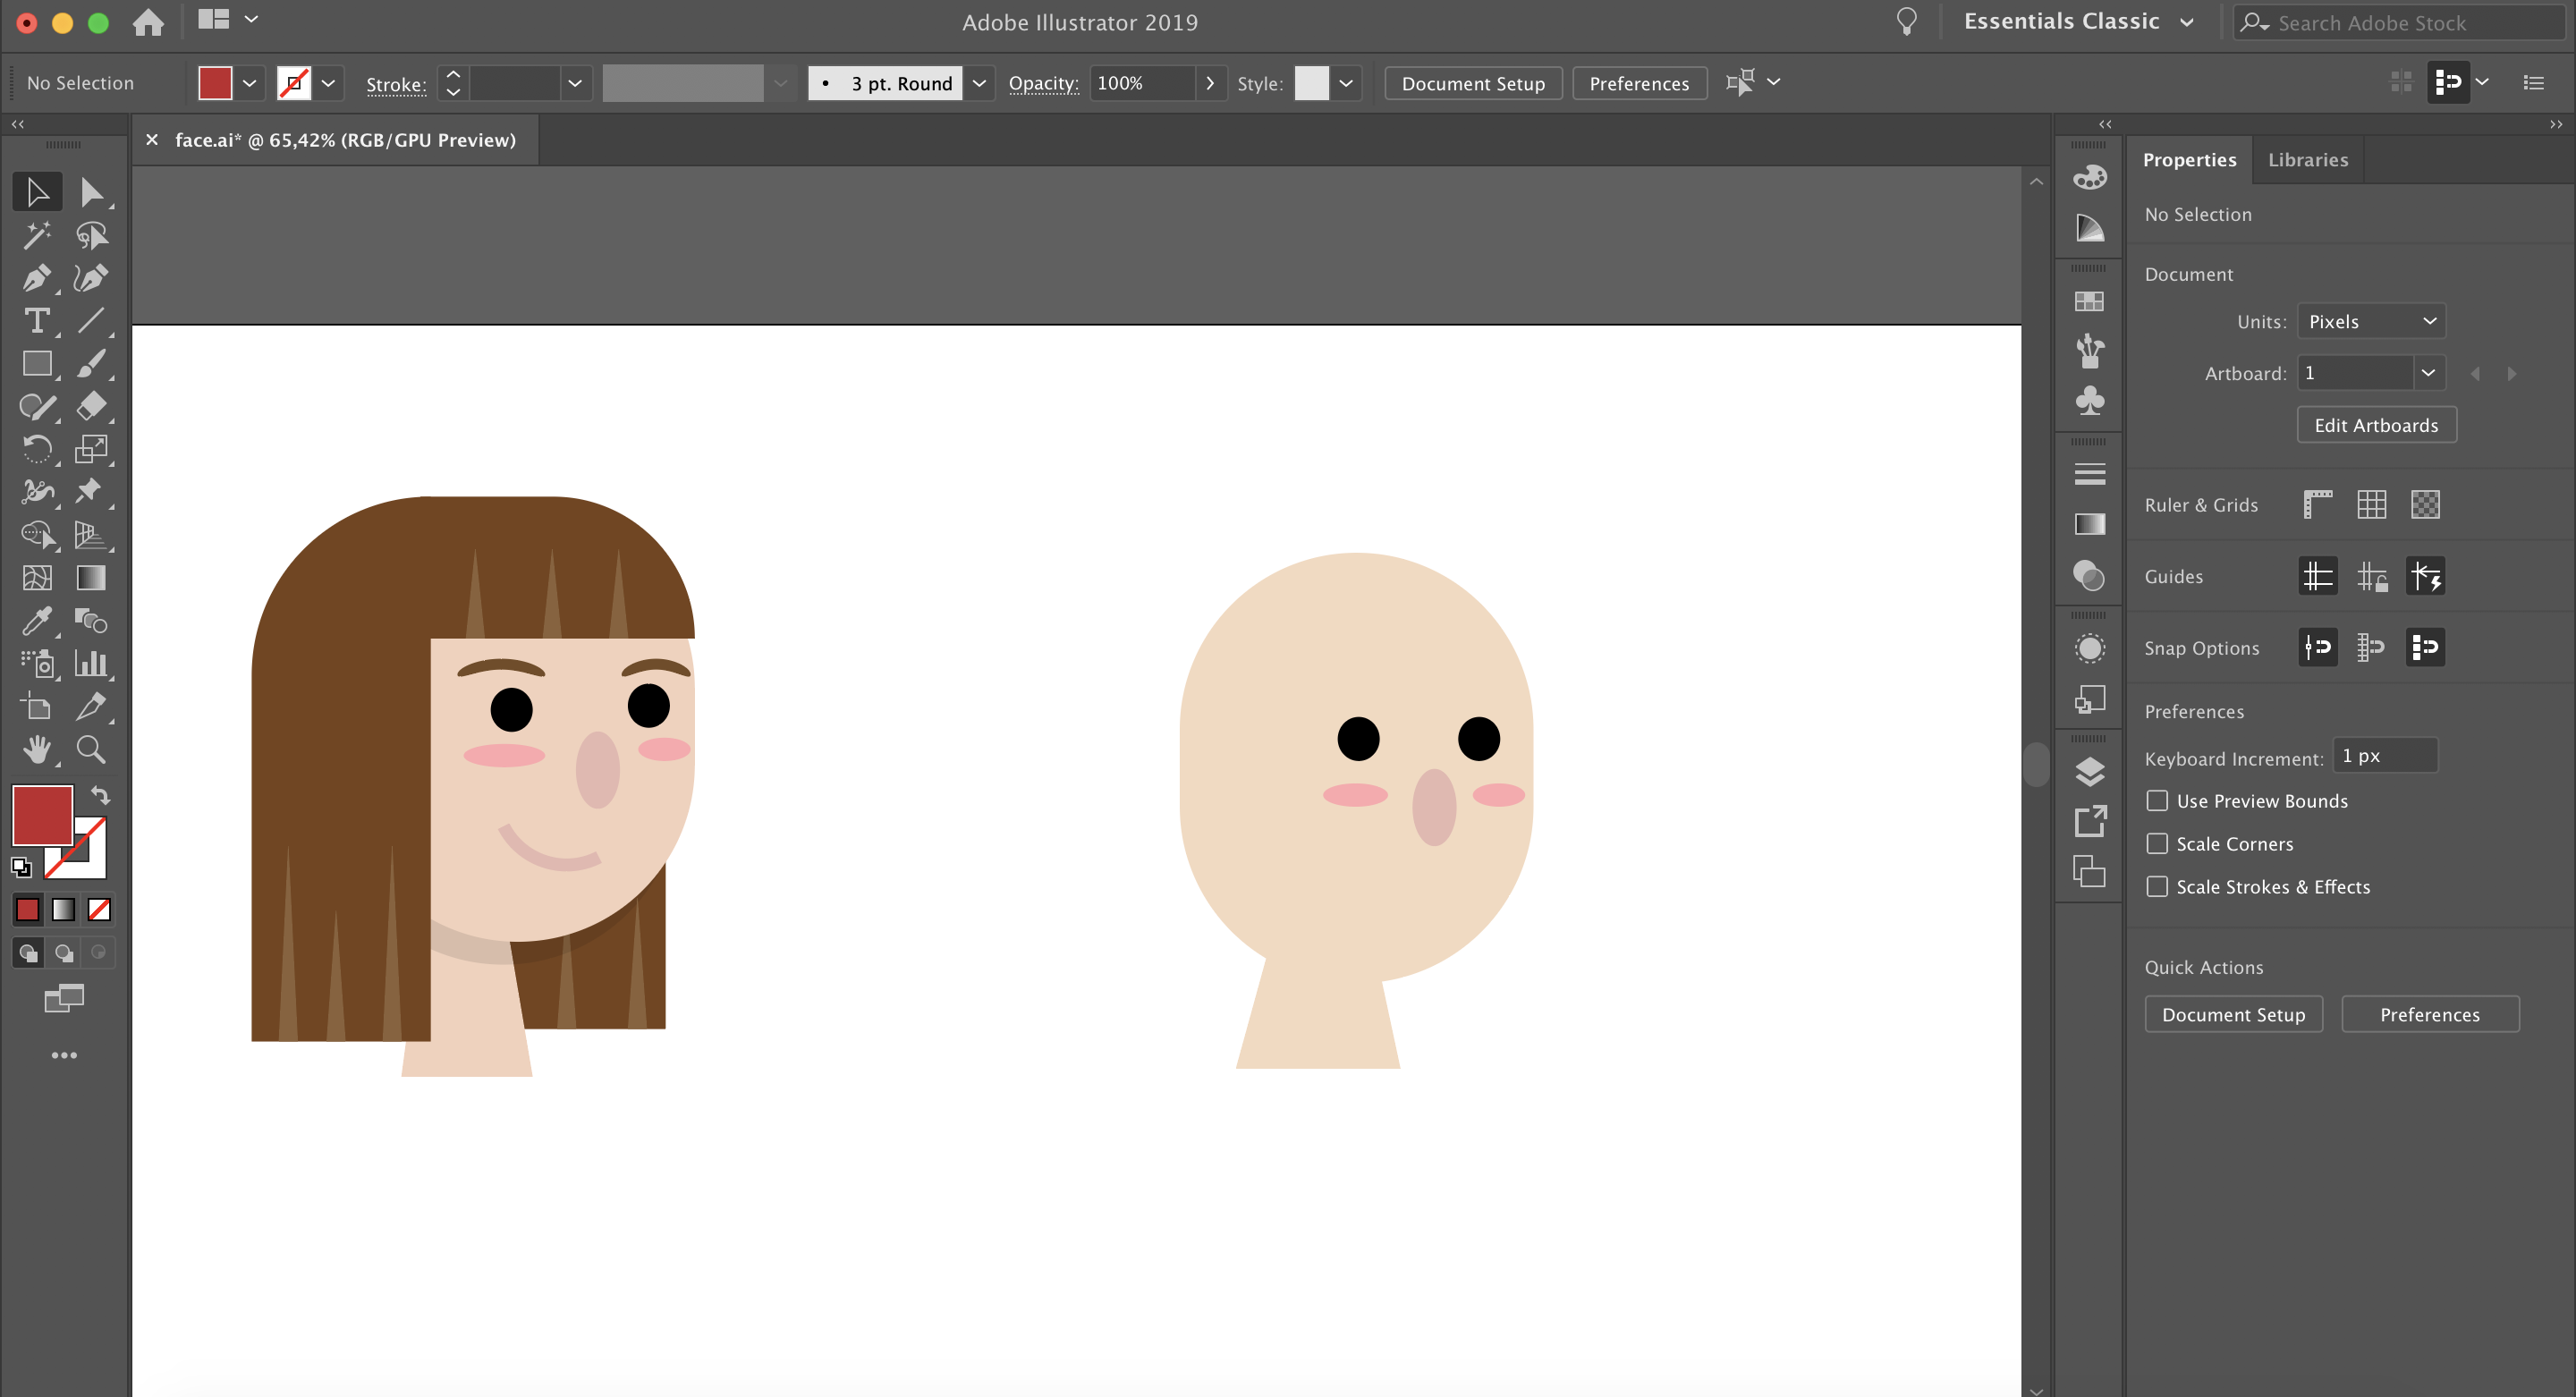 Adobe Illustrator 2019
Essentials Classic
Search Adobe Stock
No Selection
Stroke:
3 pt. Round
Opacity: 100%
Style:
Document Setup
Preferences
face.ai* @ 65,42% (RGB/GPU Preview)
Properties
Libraries
No Selection
Document
Units: Pixels
Artboard: 1
Edit Artboards
Ruler & Grids
Guides
Snap Options
Preferences
Keyboard Increment: 1 px
Use Preview Bounds
Scale Corners
Scale Strokes & Effects
Quick Actions
Document Setup
Preferences